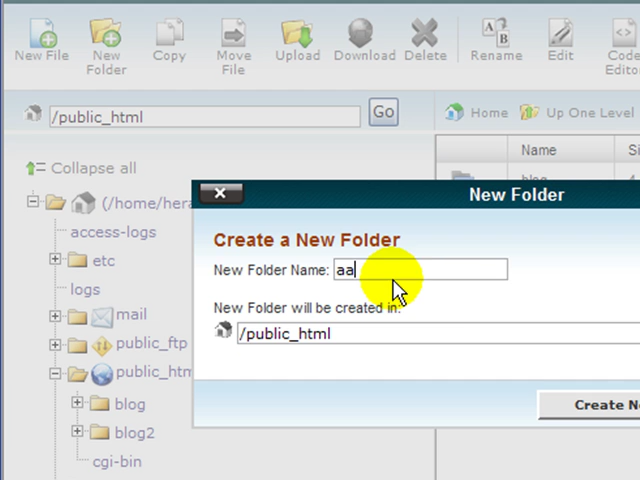 New File
New Folder
Copy
Move File
Upload
Download
Delete
Rename
Edit
Code
/public_html
Go
Home
Up One Level
Collapse all
Name
blog
New Folder
(/home/hera
Create a New Folder
access-logs
New Folder Name: aa
etc
logs
New Folder will be created in:
mail
/public_html
public_ftp
public_htm
blog
Create
blog2
cgi-bin